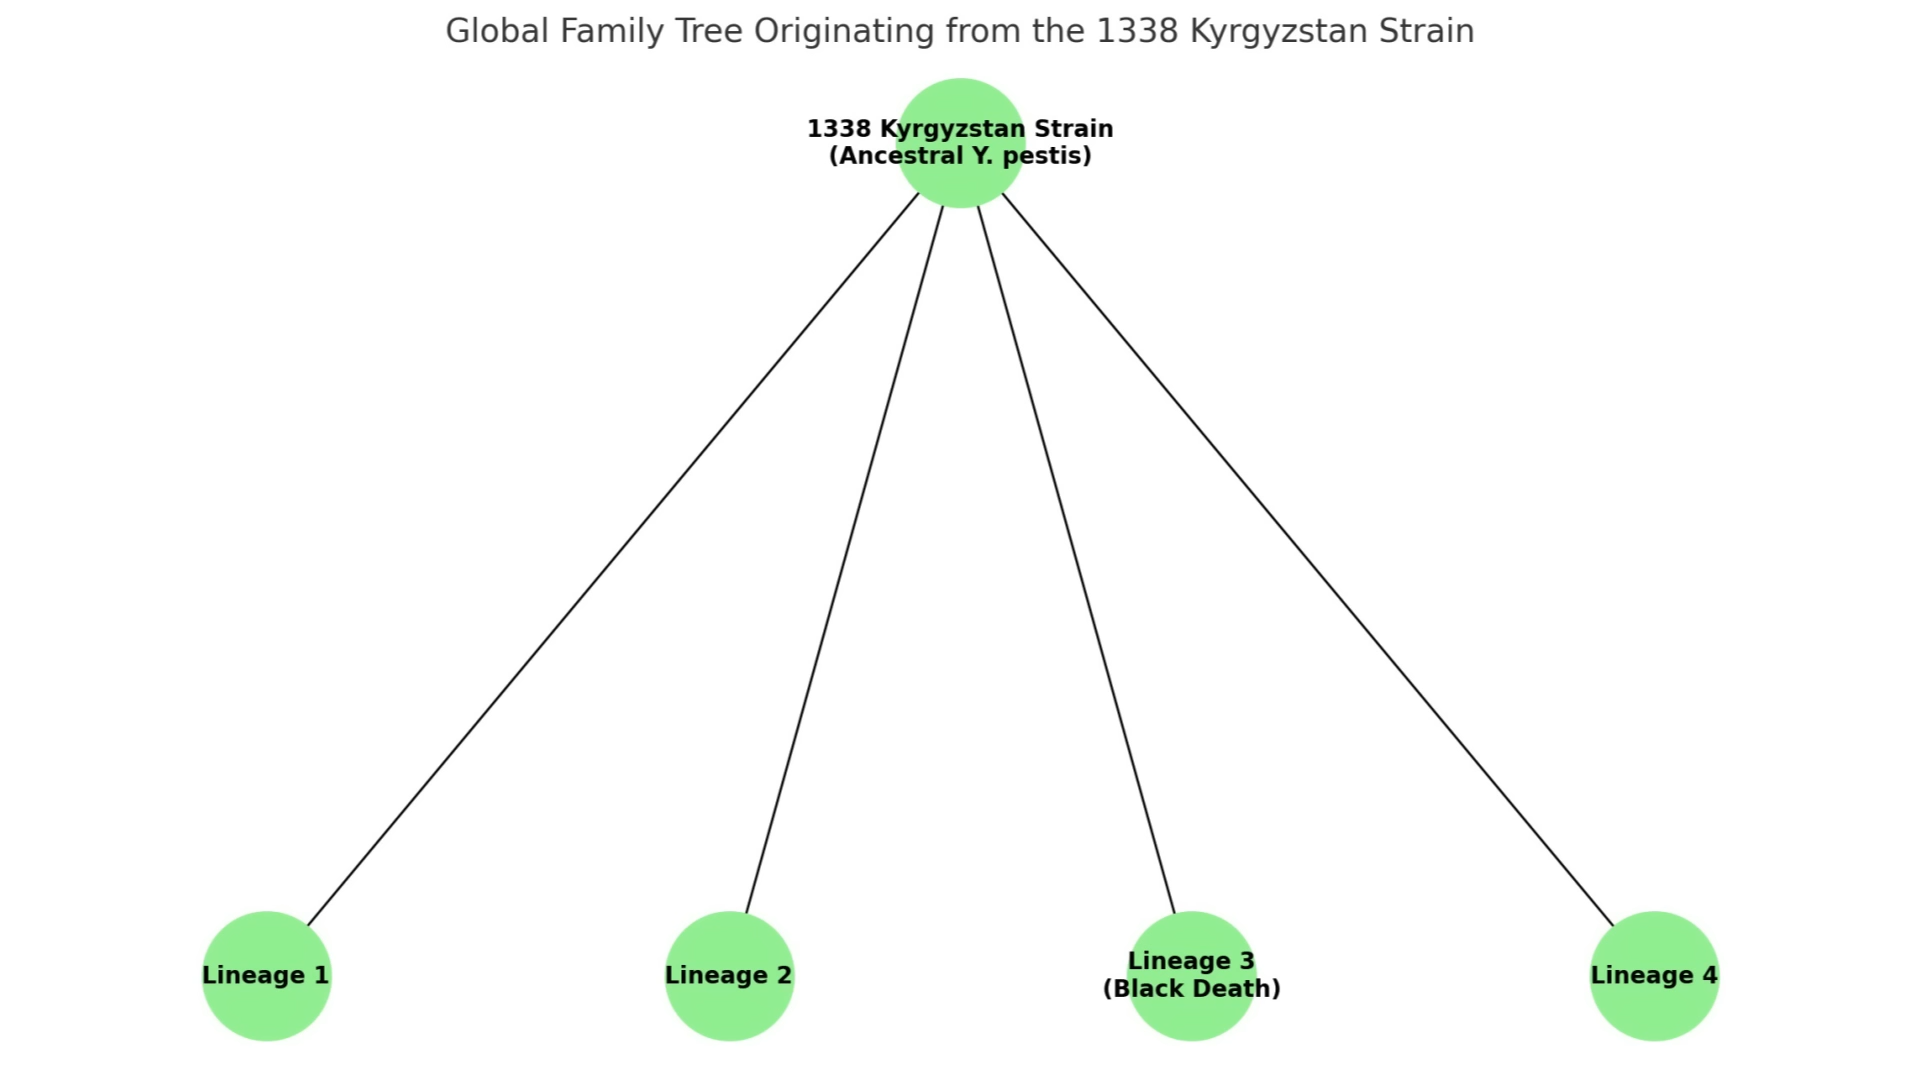 Global Family Tree Originating from the 1338 Kyrgyzstan Strain
1338 Kyrgyzstan Strain
(Ancestral Y. pestis)
Lineage 1
Lineage 2
Lineage 3
(Black Death)
Lineage 4